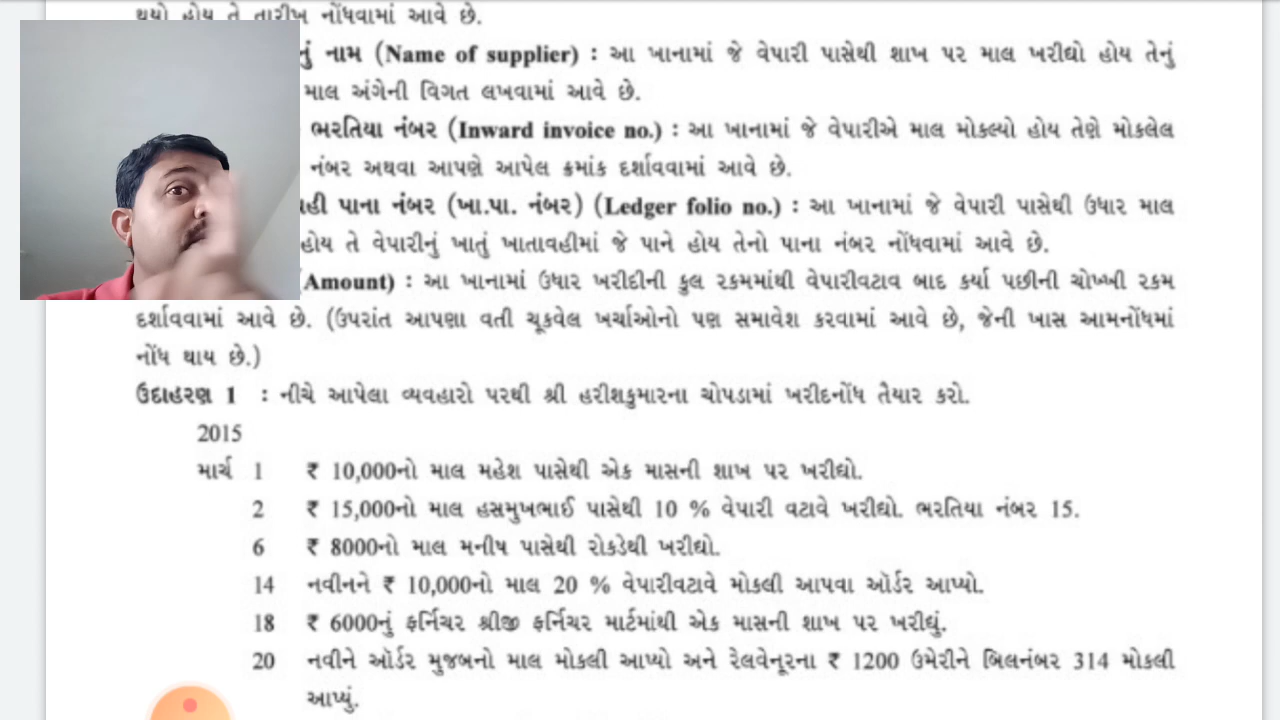 થયો હોય તે તારીખ નોંધવામાં આવે છે.
નું નામ (Name of supplier) : આ ખાનામાં જે વેપારી પાસેથી શાખ પર માલ ખરીદ્યો હોય તેનું
માલ અંગેની વિગત લખવામાં આવે છે.
ભરતિયા નંબર (Inward invoice no.) : આ ખાનામાં જે વેપારીએ માલ મોકલ્યો હોય તેણે મોકલેલ
નંબર અથવા આપણે આપેલ ક્રમાંક દર્શાવવામાં આવે છે.
વહી પાના નંબર (ખા.પા. નંબર) (Ledger folio no.) : આ ખાનામાં જે વેપારી પાસેથી ઉધાર માલ
હોય તે વેપારીનું ખાતું ખાતાવહીમાં જે પાને હોય તેનો પાના નંબર નોંધવામાં આવે છે.
(Amount) : આ ખાનામાં ઉધાર ખરીદીની કુલ રકમમાંથી વેપારીવટાવ બાદ કર્યા પછીની ચોખ્ખી રકમ
દર્શાવવામાં આવે છે. (ઉપરાંત આપણા વતી ચૂકવેલ ખર્ચાઓનો પણ સમાવેશ કરવામાં આવે છે, જેની ખાસ આમનોંધમાં
નોંધ થાય છે.)
ઉદાહરણ 1 : નીચે આપેલા વ્યવહારો પરથી શ્રી હરીશકુમારના ચોપડામાં ખરીદનોંધ તૈયાર કરો.
2015
માર્ચ 1 ₹ 10,000નો માલ મહેશ પાસેથી એક માસની શાખ પર ખરીદ્યો.
2 ₹ 15,000નો માલ હસમુખભાઈ પાસેથી 10 % વેપારી વટાવે ખરીદ્યો. ભરતિયા નંબર 15.
6 ₹ 8000નો માલ મનીષ પાસેથી રોકડેથી ખરીદ્યો.
14 નવીનને ₹ 10,000નો માલ 20 % વેપારીવટાવે મોકલી આપવા ઑર્ડર આપ્યો.
18 ₹ 6000નું ફર્નિચર શ્રીજી ફર્નિચર માર્ટમાંથી એક માસની શાખ પર ખરીદ્યું.
20 નવીને ઑર્ડર મુજબનો માલ મોકલી આપ્યો અને રેલવેનૂરના ₹ 1200 ઉમેરીને બિલનંબર 314 મોકલી
આપ્યું.